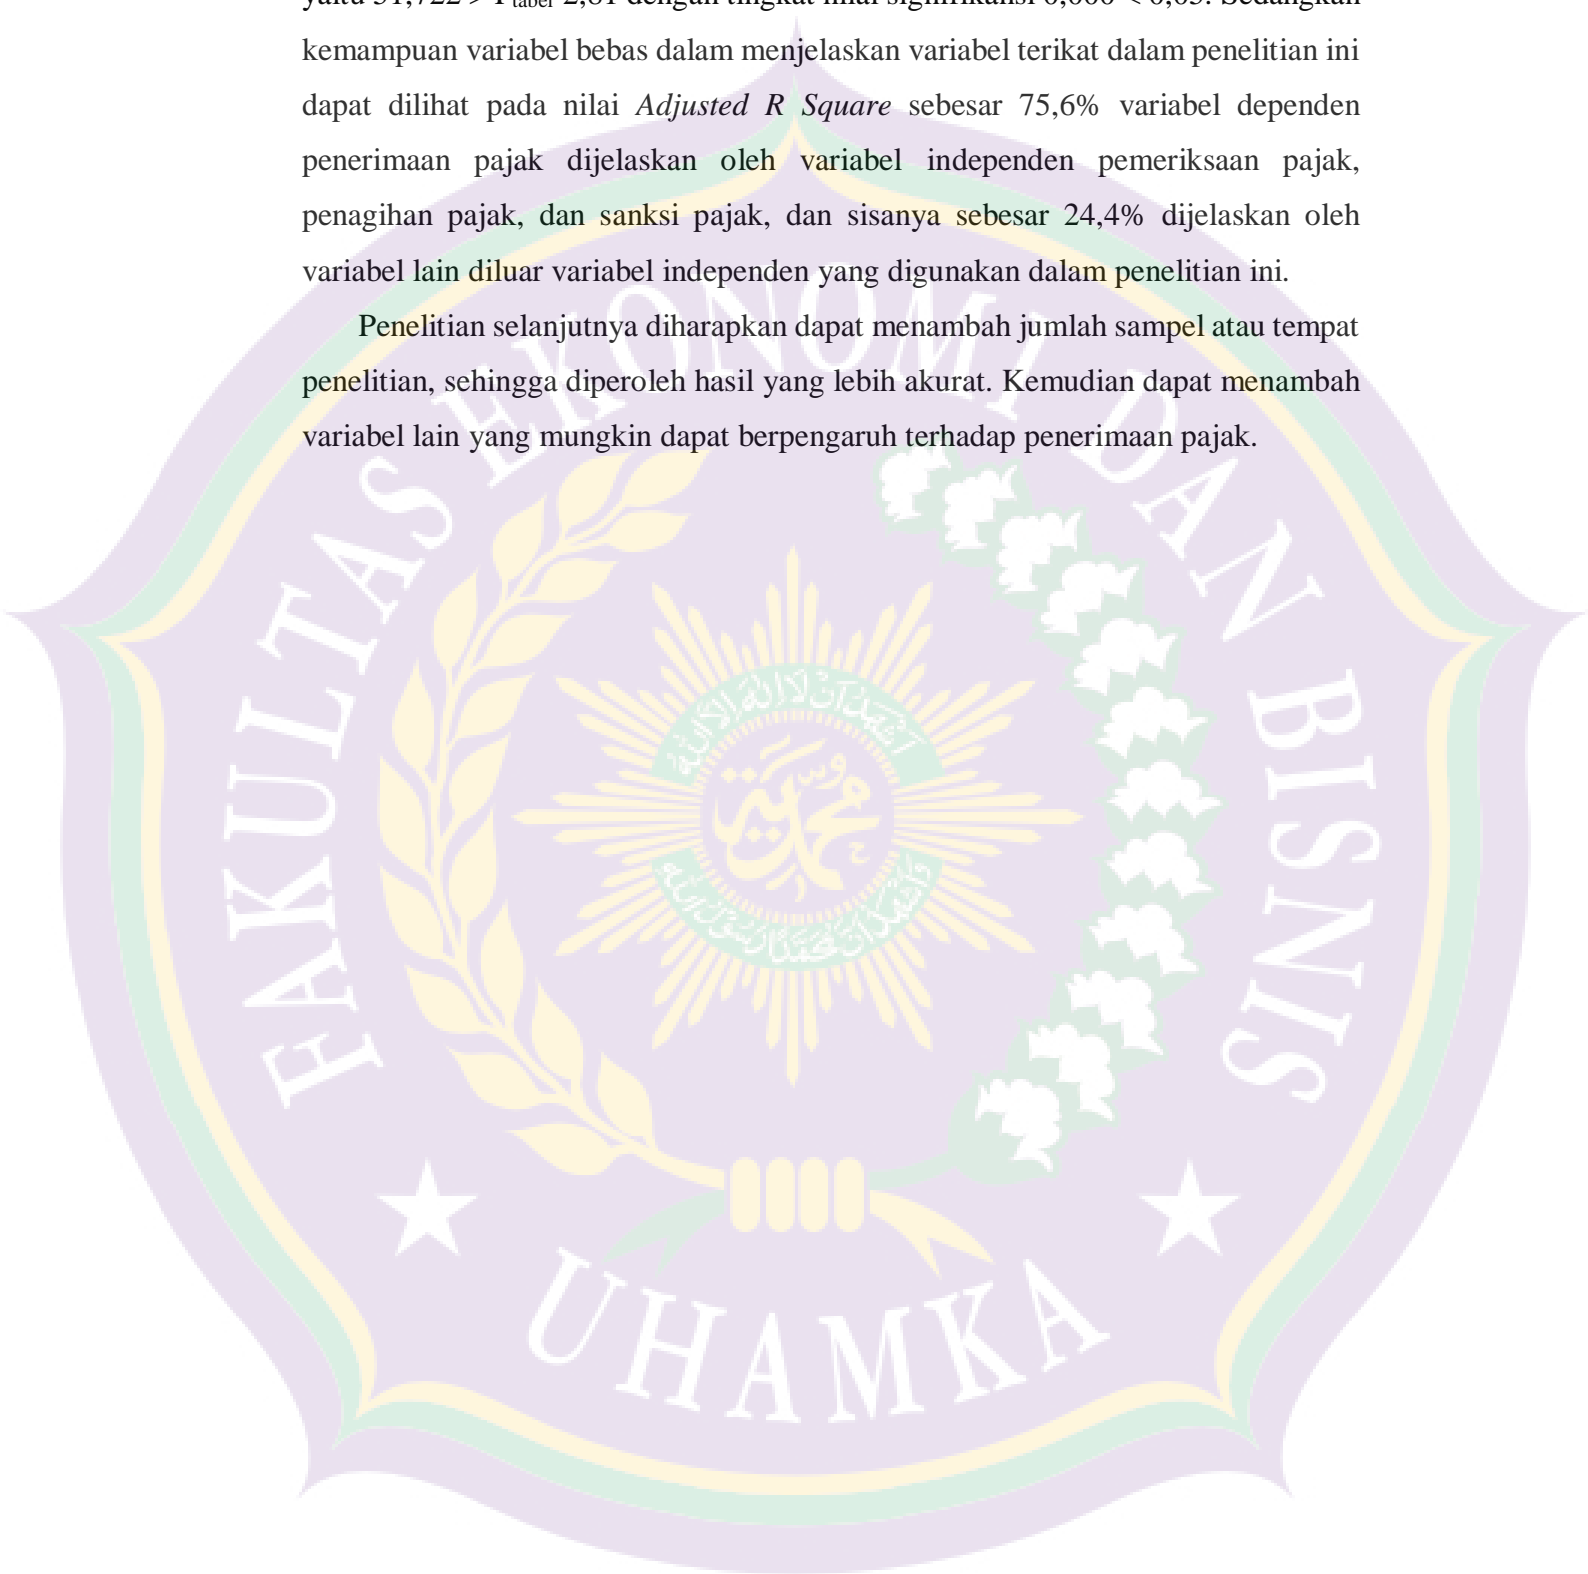 kemampuan variabel bebas dalam menjelaskan variabel terikat dalam penelitian ini
dapat dilihat pada nilai Adjusted R Square sebesar 75,6% variabel dependen
penerimaan pajak dijelaskan oleh variabel independen pemeriksaan pajak,
penagihan pajak, dan sanksi pajak, dan sisanya sebesar 24,4% dijelaskan oleh
variabel lain diluar variabel independen yang digunakan dalam penelitian ini.
Penelitian selanjutnya diharapkan dapat menambah jumlah sampel atau tempat
penelitian, sehingga diperoleh hasil yang lebih akurat. Kemudian dapat menambah
variabel lain yang mungkin dapat berpengaruh terhadap penerimaan pajak.
FAKULTAS EKONOMI DAN BISNIS
محمدية
UHAMKA